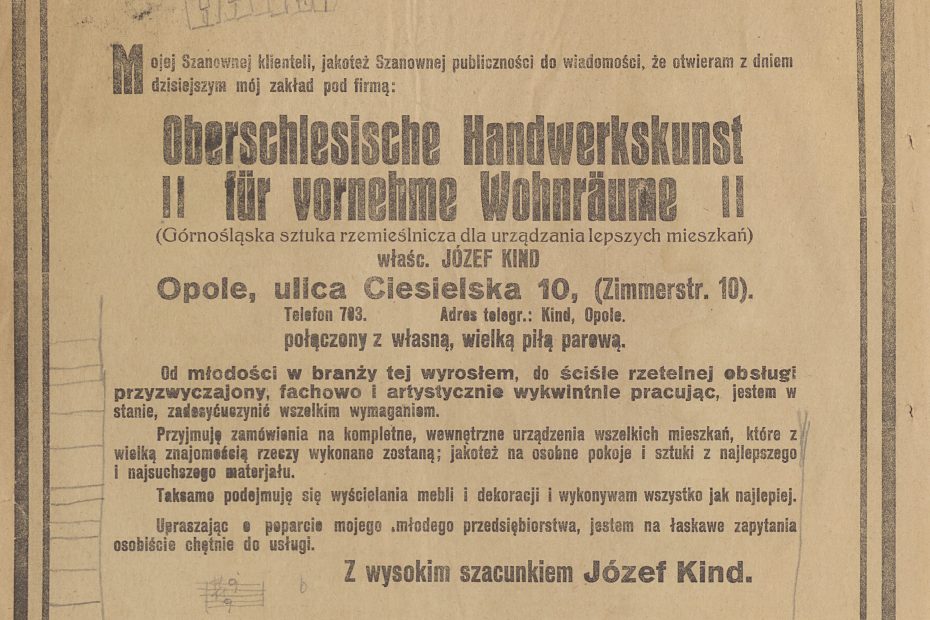 Mojej Szanownej klienteli, jakoteż Szanownej publiczności do wiadomości, że otwieram z dniem
dzisiejszym mój zakład pod firmą:
Oberschlesische Handwerkskunst
|| für vornehme Wohnräume ||
(Górnośląska sztuka rzemieślnicza dla urządzania lepszych mieszkań)
właśc. JÓZEF KIND
Opole, ulica Ciesielska 10, (Zimmerstr. 10).
Telefon 783. Adres telegr.: Kind, Opole.
połączony z własną, wielką piłą parową.
Od młodości w branży tej wyrosłem, do ściśle rzetelnej obsługi
przyzwyczajony, fachowo i artystycznie wykwintnie pracując, jestem w
stanie, zadosyćuczynić wszelkim wymaganiom.
Przyjmuję zamówienia na kompletne, wewnętrzne urządzenia wszelkich mieszkań, które z
wielką znajomością rzeczy wykonane zostaną; jakoteż na osobne pokoje i sztuki z najlepszego
i najsuchszego materjału.
Taksamo podejmuję się wyścielania mebli i dekoracji i wykonywam wszystko jak najlepiej.
Upraszając o poparcie mojego młodego przedsiębiorstwa, jestem na łaskawe zapytania
osobiście chętnie do usługi.
Z wysokim szacunkiem Józef Kind.